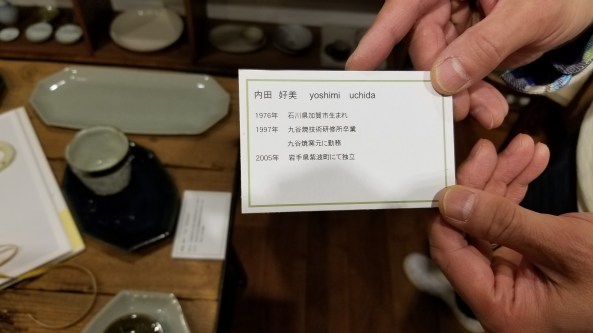 内田 好美 yoshimi uchida
1976年 石川県加賀市生まれ
1997年 九谷焼技術研修所卒業
九谷焼窯元に勤務
2005年 岩手県紫波町にて独立